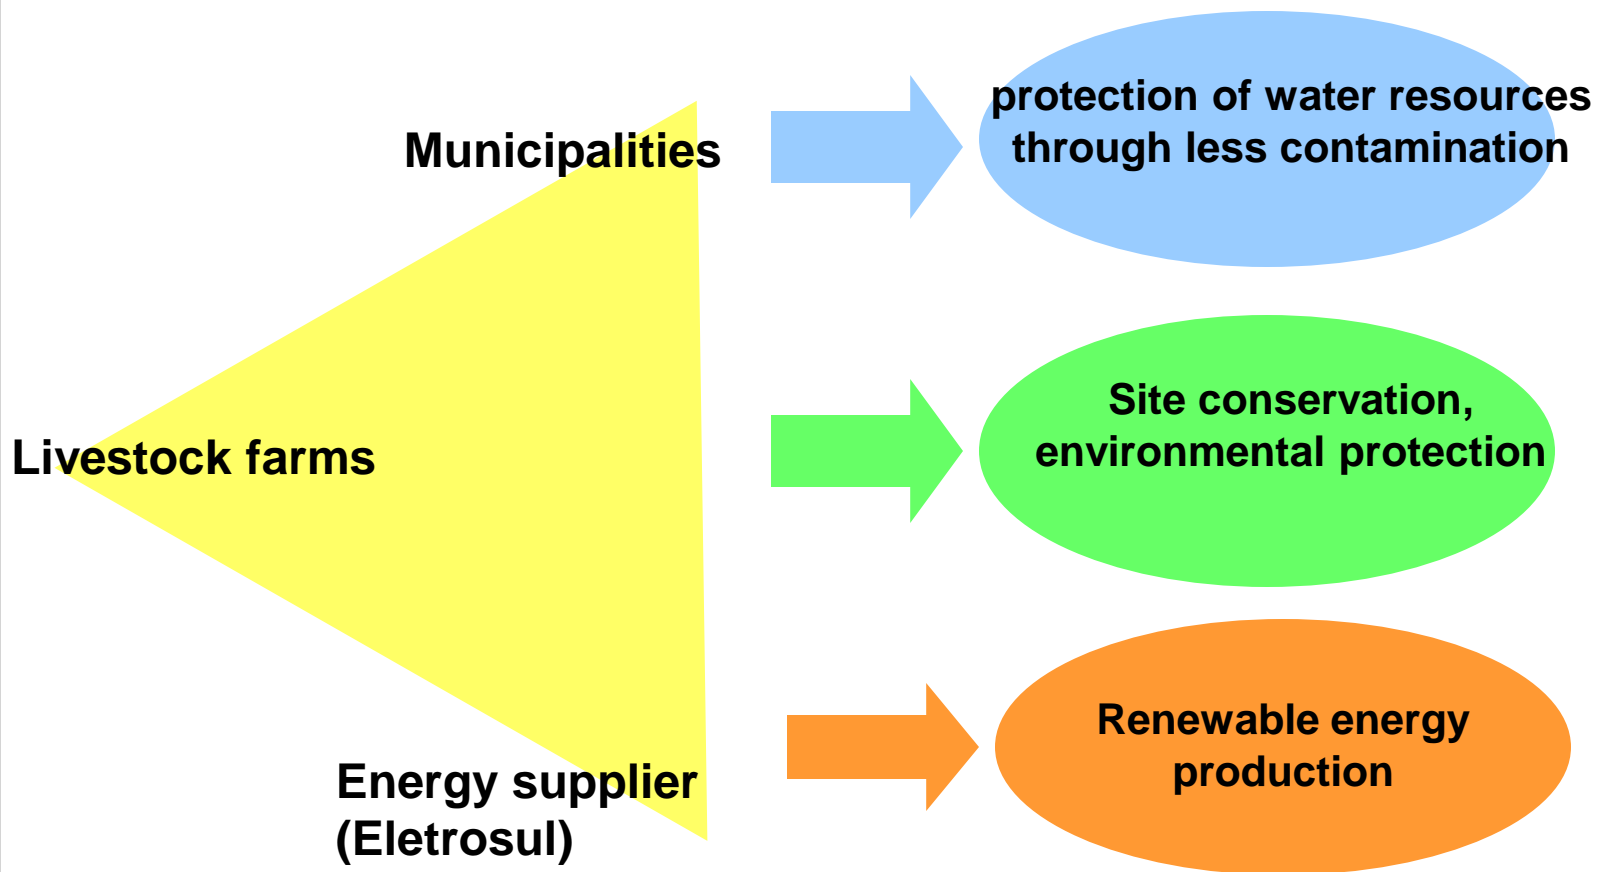 Municipalities
protection of water resources
through less contamination
Livestock farms
Site conservation,
environmental protection
Energy supplier
(Eletrosul)
Renewable energy
production